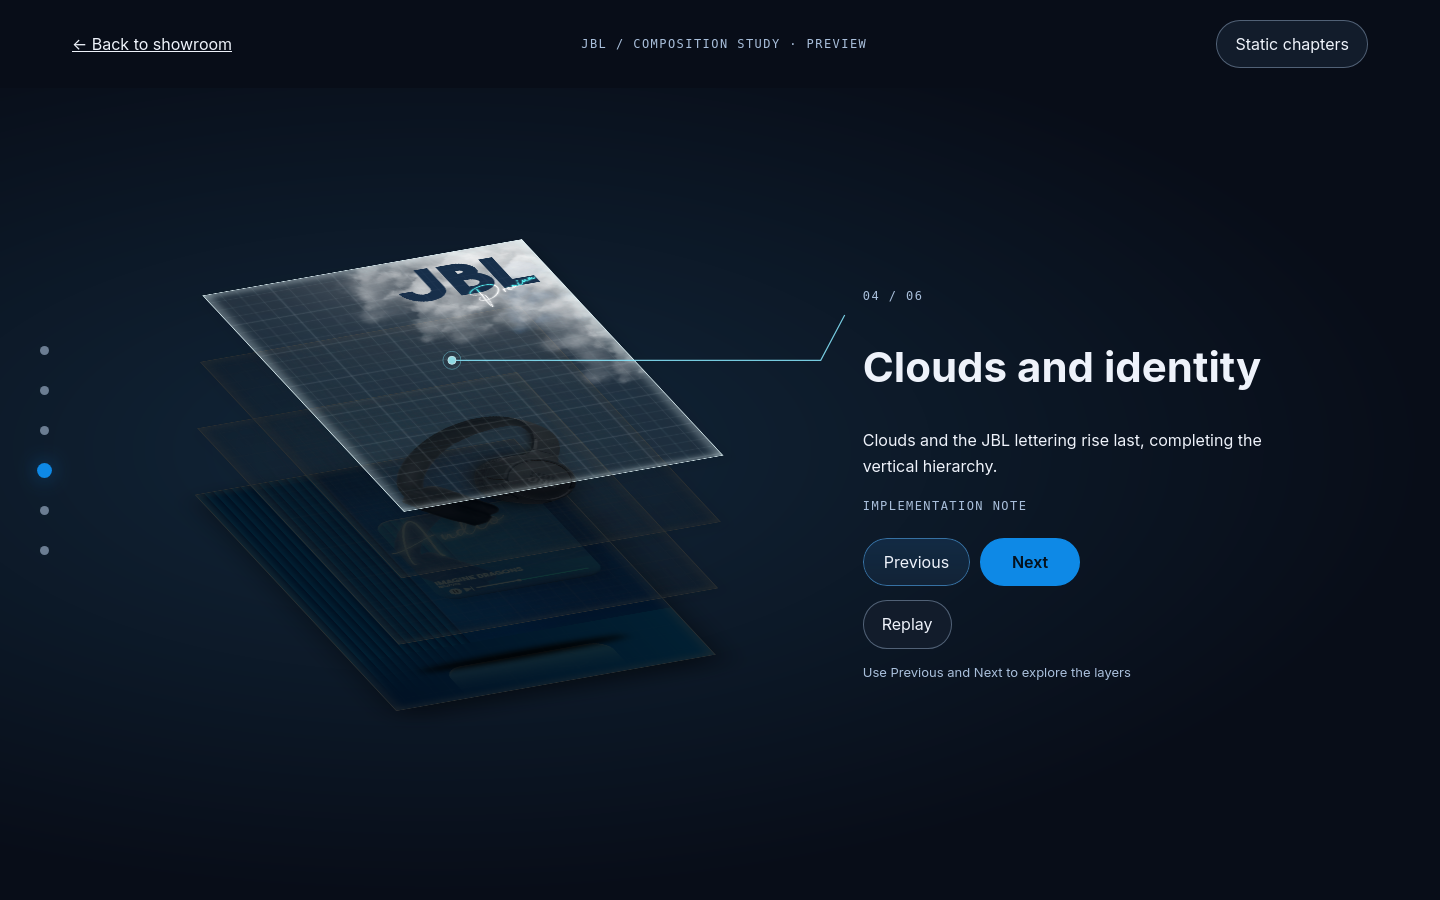 ← Back to showroom
JBL / COMPOSITION STUDY · PREVIEW
Static chapters
JBL
04 / 06
Clouds and identity
Clouds and the JBL lettering rise last, completing the
vertical hierarchy.
IMPLEMENTATION NOTE
Previous
Next
Replay
Use Previous and Next to explore the layers
IMAGINE DRAGONS